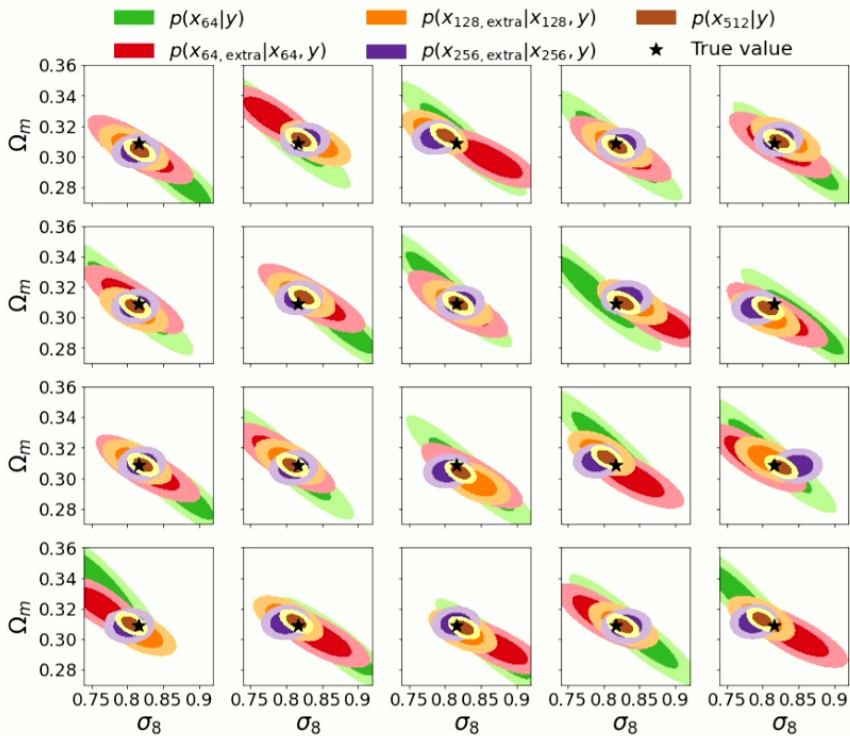 p(x₆₄|y) p(x₁₂₈,extra|x₁₂₈, y) p(x₅₁₂|y)
p(x₆₄,extra|x₆₄, y) p(x₂₅₆,extra|x₂₅₆, y) True value
0.36
0.34
Ωm 0.32
0.30
0.28
0.36
0.34
Ωm 0.32
0.30
0.28
0.36
0.34
Ωm 0.32
0.30
0.28
0.36
0.34
Ωm 0.32
0.30
0.28
0.75 0.8 0.85 0.9 0.75 0.8 0.85 0.9 0.75 0.8 0.85 0.9 0.75 0.8 0.85 0.9 0.75 0.8 0.85 0.9
σ₈ σ₈ σ₈ σ₈ σ₈